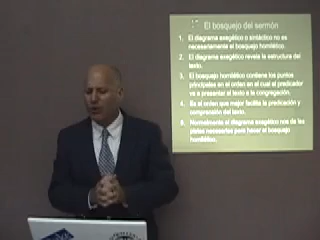 El bosquejo del sermón
1. El diagrama exegético o sintáctico no es
necesariamente el bosquejo homilético.
2. El diagrama exegético revela la estructura del
texto.
3. El bosquejo homilético contiene los puntos
principales en el orden en el cual el predicador
va a presentar el texto a la congregación.
4. Es el orden que mejor facilita la predicación y
comprensión del texto.
5. Normalmente el diagrama exegético nos da las
pistas necesarias para hacer el bosquejo
homilético.